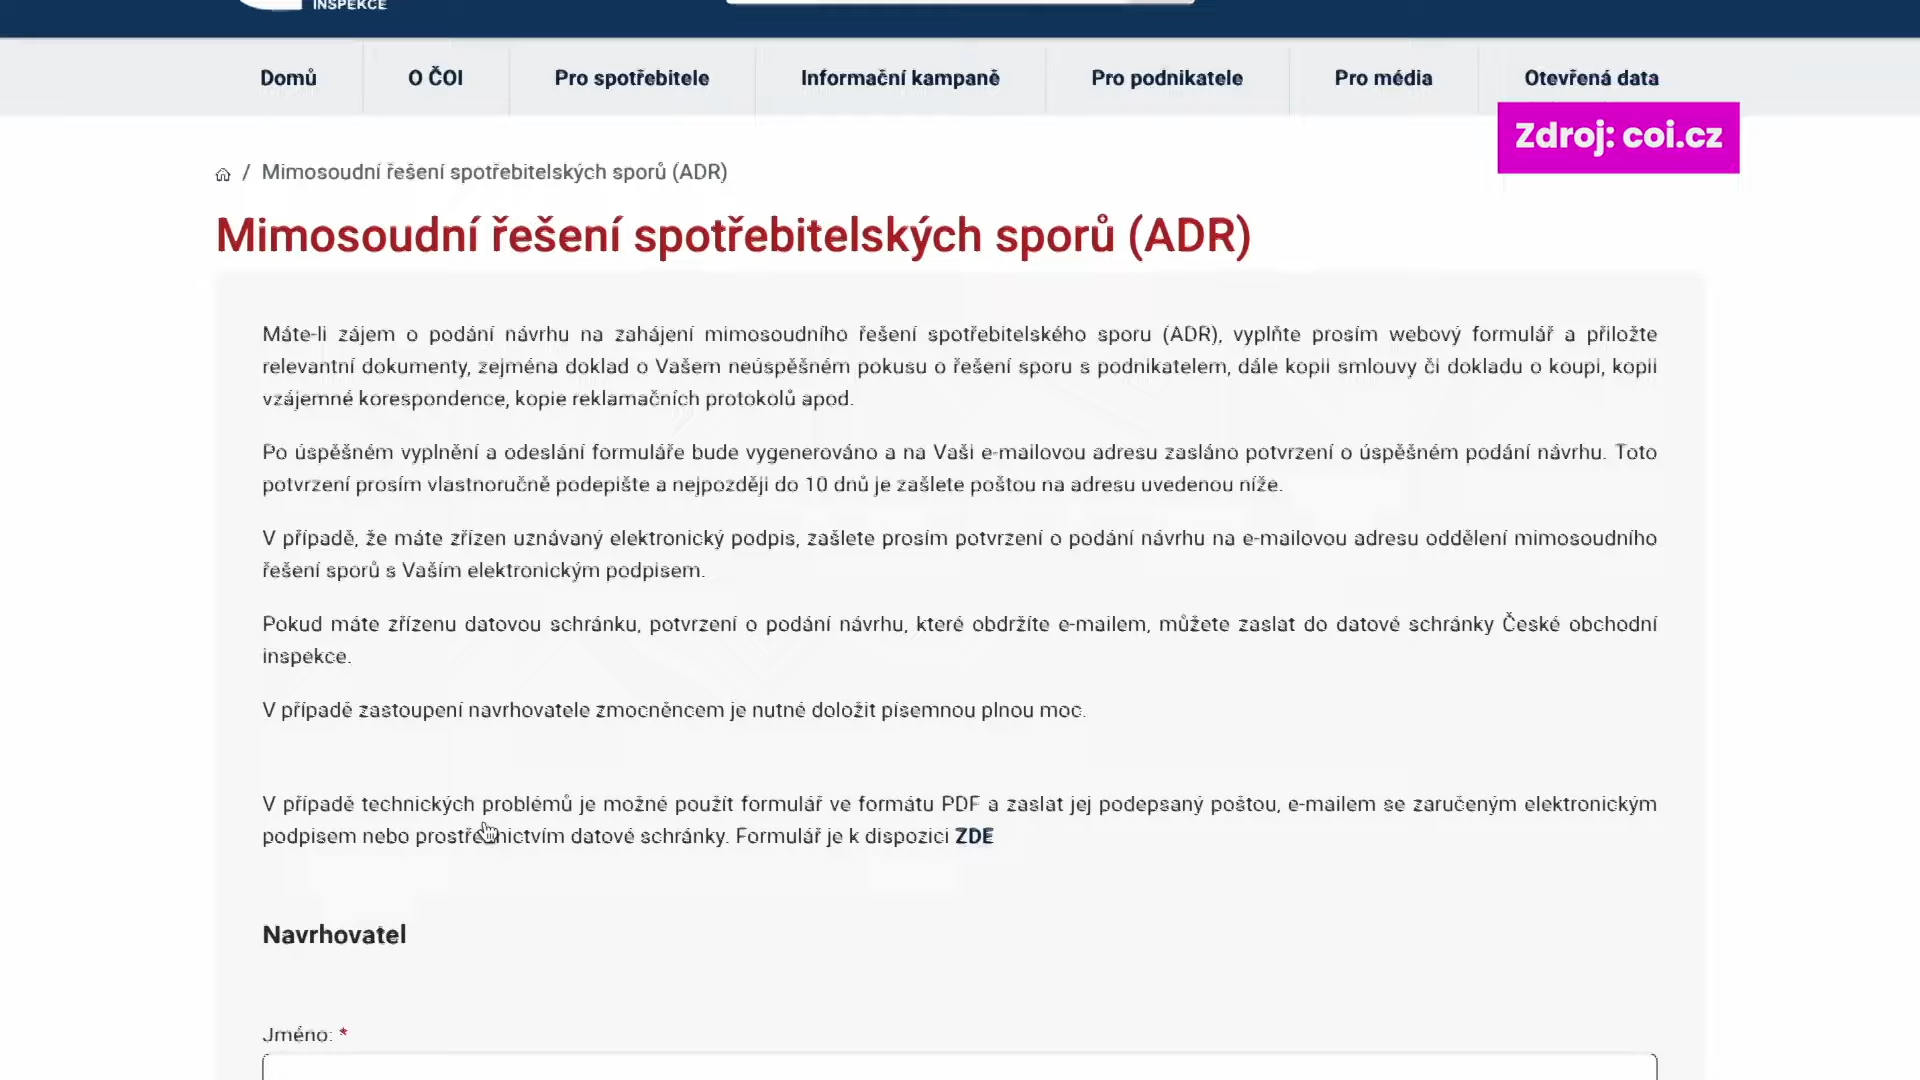 INSPEKCE
Domů
O ČOI
Pro spotřebitele
Informační kampaně
Pro podnikatele
Pro média
Otevřená data
Zdroj: coi.cz
/ Mimosoudní řešení spotřebitelských sporů (ADR)
Mimosoudní řešení spotřebitelských sporů (ADR)
Máte-li zájem o podání návrhu na zahájení mimosoudního řešení spotřebitelského sporu (ADR), vyplňte prosím webový formulář a přiložte
relevantní dokumenty, zejména doklad o Vašem neúspěšném pokusu o řešení sporu s podnikatelem, dále kopii smlouvy či dokladu o koupi, kopii
vzájemné korespondence, kopie reklamačních protokolů apod.
Po úspěšném vyplnění a odeslání formuláře bude vygenerováno a na Vaši e-mailovou adresu zasláno potvrzení o úspěšném podání návrhu. Toto
potvrzení prosím vlastnoručně podepište a nejpozději do 10 dnů je zašlete poštou na adresu uvedenou níže.
V případě, že máte zřízen uznávaný elektronický podpis, zašlete prosím potvrzení o podání návrhu na e-mailovou adresu oddělení mimosoudního
řešení sporů s Vaším elektronickým podpisem.
Pokud máte zřízenu datovou schránku, potvrzení o podání návrhu, které obdržíte e-mailem, můžete zaslat do datové schránky České obchodní
inspekce.
V případě zastoupení navrhovatele zmocněncem je nutné doložit písemnou plnou moc.
V případě technických problémů je možné použít formulář ve formátu PDF a zaslat jej podepsaný poštou, e-mailem se zaručeným elektronickým
podpisem nebo prostřednictvím datové schránky. Formulář je k dispozici ZDE
Navrhovatel
Jméno: *